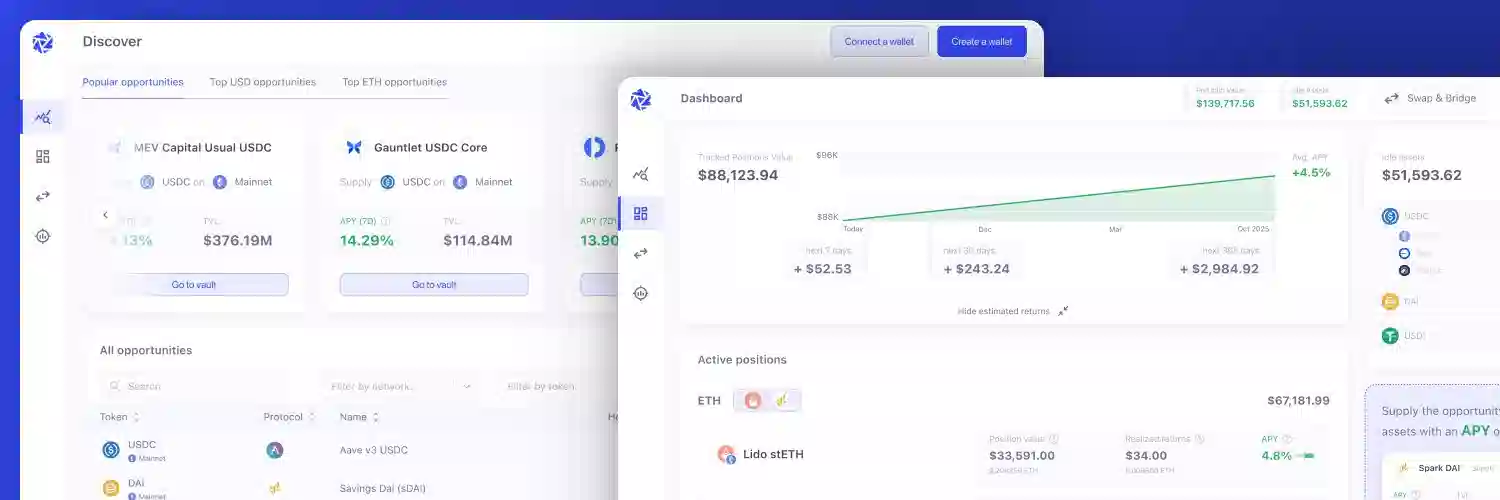 Discover
Connect a wallet
Create a wallet
Popular opportunities
Top USD opportunities
Top ETH opportunities
MEV Capital Usual USDC
USDC on Mainnet
TVL
13%
$376.19M
Go to vault
Gauntlet USDC Core
Supply USDC on Mainnet
APY (7D)
TVL
14.29%
$114.84M
Go to vault
Supply
APY (7D)
13.90
All opportunities
Search
Filter by network..
Filter by token
Token
Protocol
Name
USDC
Mainnet
Aave v3 USDC
DAI
Mainnet
Savings Dai (sDAI)
Dashboard
Portfolio value
$139,717.56
Idle assets
$51,593.62
Swap & Bridge
Tracked Positions Value
$88,123.94
$96K
$88K
Today
Dec
Mar
Oct 2025
Avg. APY
+4.5%
next 7 days
+ $52.53
next 30 days
+ $243.24
next 365 days
+ $2,984.92
Hide estimated returns
Idle assets
$51,593.62
USDC
DAI
USDT
Active positions
ETH
$67,181.99
Lido stETH
Position value
$33,591.00
Realized returns
$34.00
APY
4.8%
Supply the opportunity
assets with an APY o
Spark DAI
APY
TVL